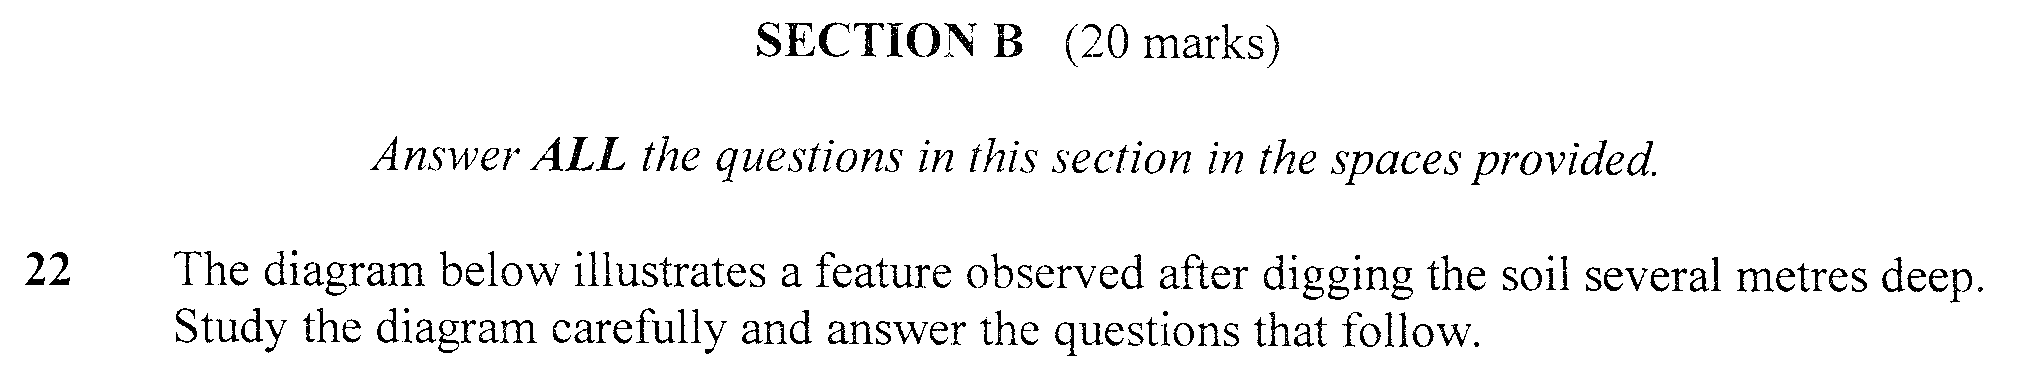 SECTION B (20 marks)
Answer ALL the questions in this section in the spaces provided.
22 The diagram below illustrates a feature observed after digging the soil several metres deep.
Study the diagram carefully and answer the questions that follow.